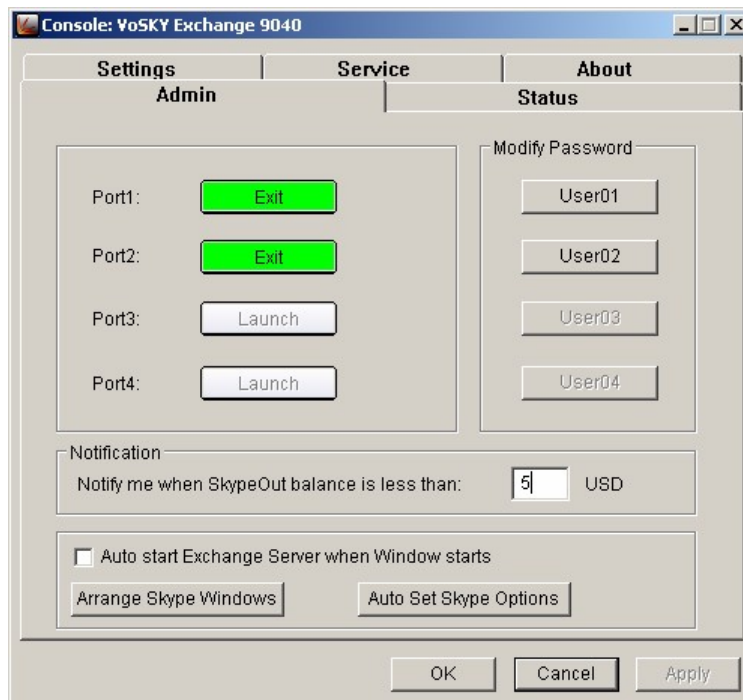 Console: VoSKY Exchange 9040
Settings Service About
Admin Status
Modify Password
Port1: Exit User01
Port2: Exit User02
Port3: Launch User03
Port4: Launch User04
Notification
Notify me when SkypeOut balance is less than: 5 USD
Auto start Exchange Server when Window starts
Arrange Skype Windows Auto Set Skype Options
OK Cancel Apply